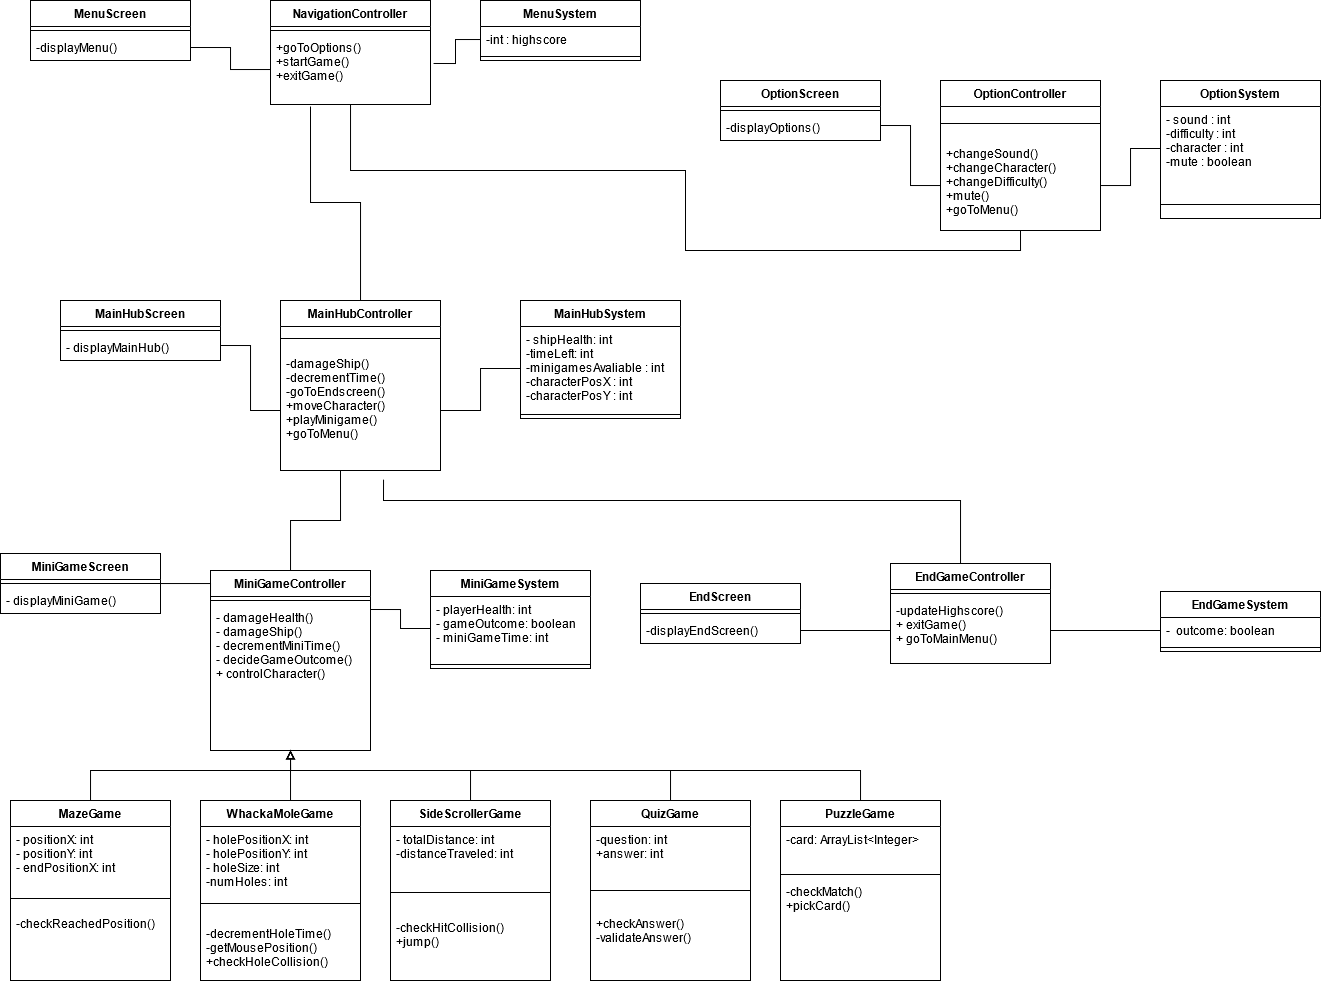 MenuScreen
-displayMenu()
NavigationController
+goToOptions()
+startGame()
+exitGame()
MenuSystem
-int : highscore
OptionScreen
-displayOptions()
OptionController
+changeSound()
+changeCharacter()
+changeDifficulty()
+mute()
+goToMenu()
OptionSystem
- sound : int
-difficulty : int
-character : int
-mute : boolean
MainHubScreen
- displayMainHub()
MainHubController
-damageShip()
-decrementTime()
-goToEndscreen()
+moveCharacter()
+playMinigame()
+goToMenu()
MainHubSystem
- shipHealth: int
-timeLeft: int
-minigamesAvaliable : int
-characterPosX : int
-characterPosY : int
MiniGameScreen
- displayMiniGame()
MiniGameController
- damageHealth()
- damageShip()
- decrementMiniTime()
- decideGameOutcome()
+ controlCharacter()
MiniGameSystem
- playerHealth: int
- gameOutcome: boolean
- miniGameTime: int
EndScreen
-displayEndScreen()
EndGameController
-updateHighscore()
+ exitGame()
+ goToMainMenu()
EndGameSystem
- outcome: boolean
MazeGame
- positionX: int
- positionY: int
- endPositionX: int
-checkReachedPosition()
WhackaMoleGame
- holePositionX: int
- holePositionY: int
- holeSize: int
-numHoles: int
-decrementHoleTime()
-getMousePosition()
+checkHoleCollision()
SideScrollerGame
- totalDistance: int
-distanceTraveled: int
-checkHitCollision()
+jump()
QuizGame
-question: int
+answer: int
+checkAnswer()
-validateAnswer()
PuzzleGame
-card: ArrayList<Integer>
-checkMatch()
+pickCard()